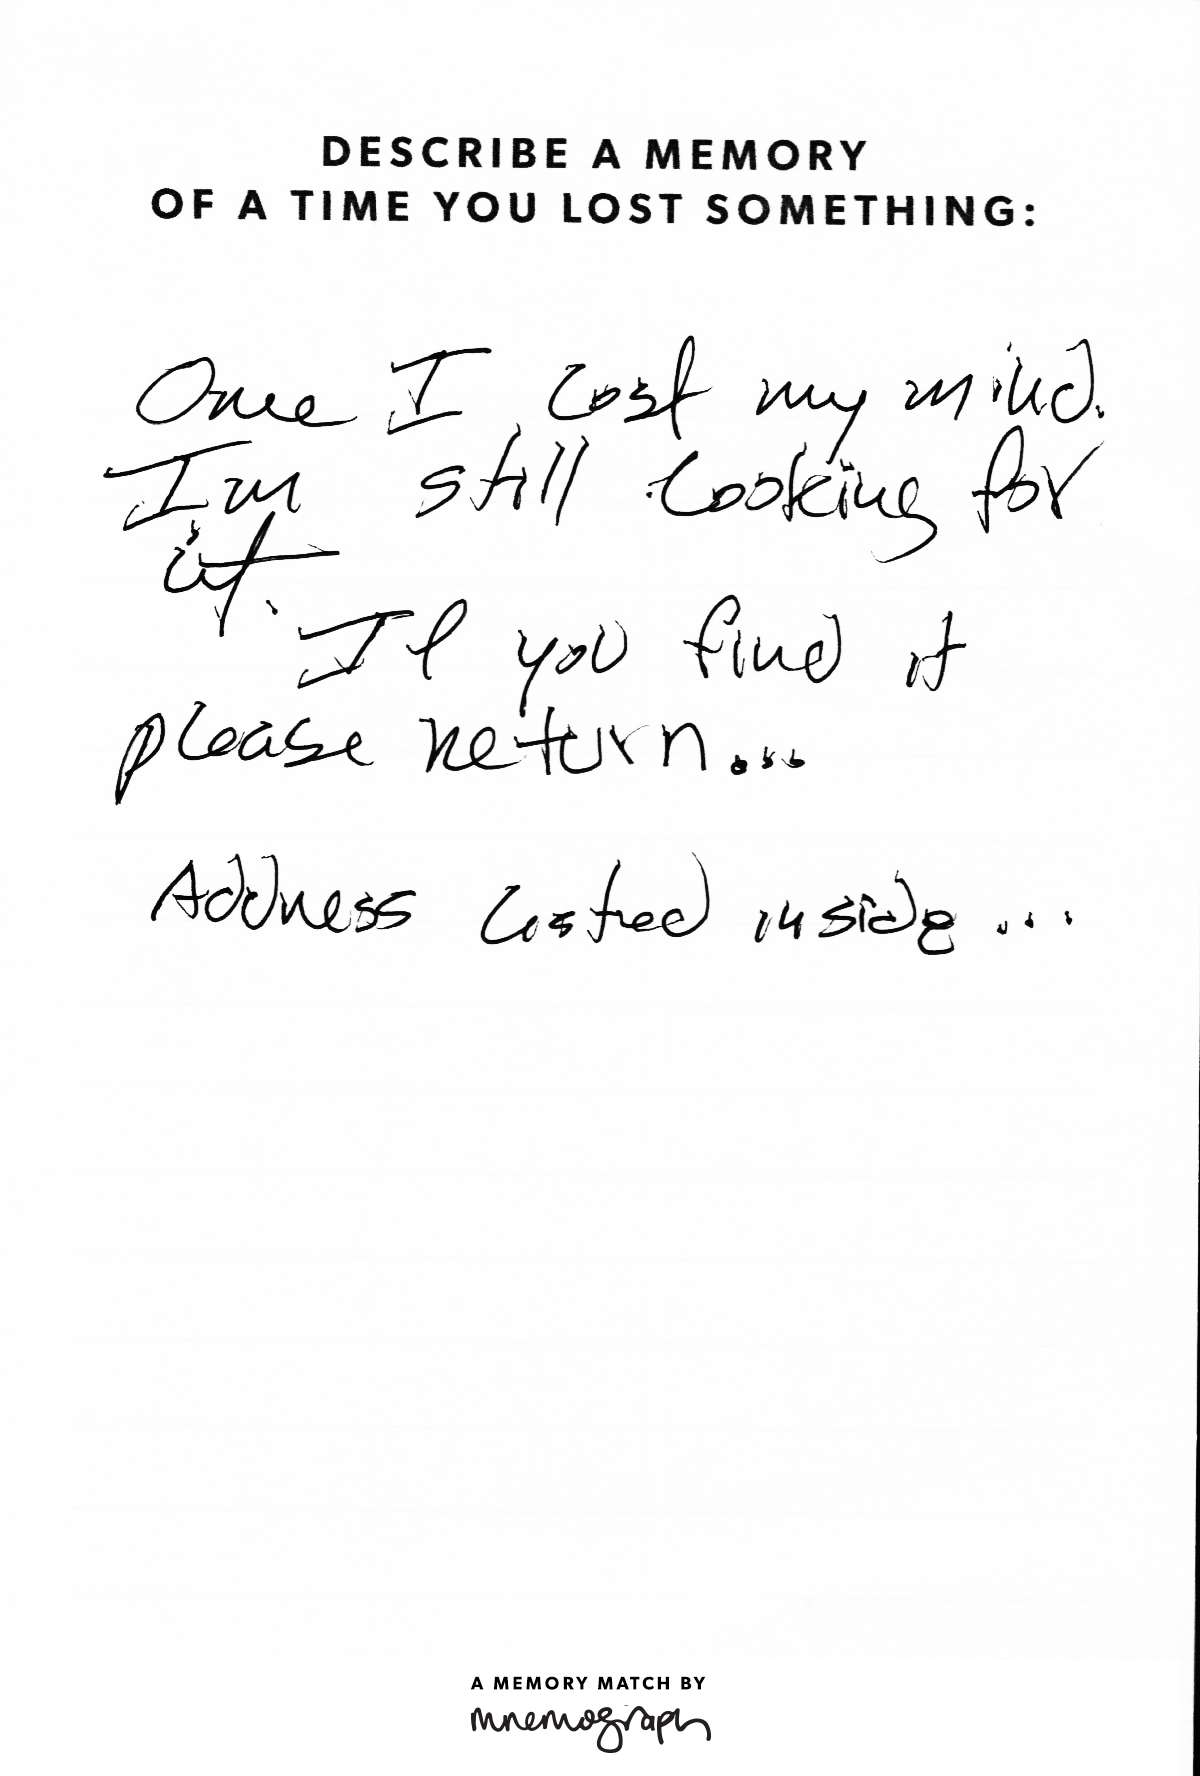 DESCRIBE A MEMORY
OF A TIME YOU LOST SOMETHING:
Once I lost my mind.
Im still looking for
it.
If you find it
please return...
Address listed inside...
A MEMORY MATCH BY
mnemograph